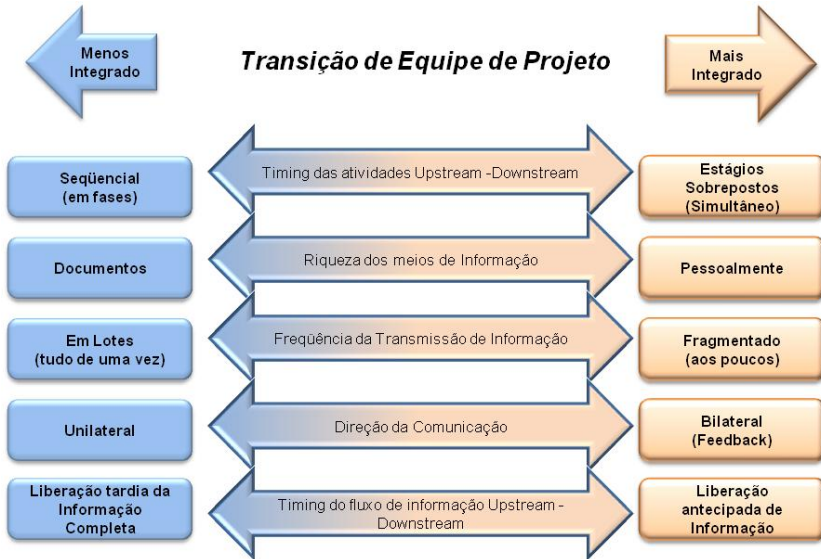 Menos
Integrado
Transição de Equipe de Projeto
Mais
Integrado
Seqüencial
(em fases)
Timing das atividades Upstream -Downstream
Estágios
Sobrepostos
(Simultâneo)
Documentos
Riqueza dos meios de Informação
Pessoalmente
Em Lotes
(tudo de uma vez)
Freqüência da Transmissão de Informação
Fragmentado
(aos poucos)
Unilateral
Direção da Comunicação
Bilateral
(Feedback)
Liberação tardia da
Informação
Completa
Timing do fluxo de informação Upstream -
Downstream
Liberação
antecipada de
Informação